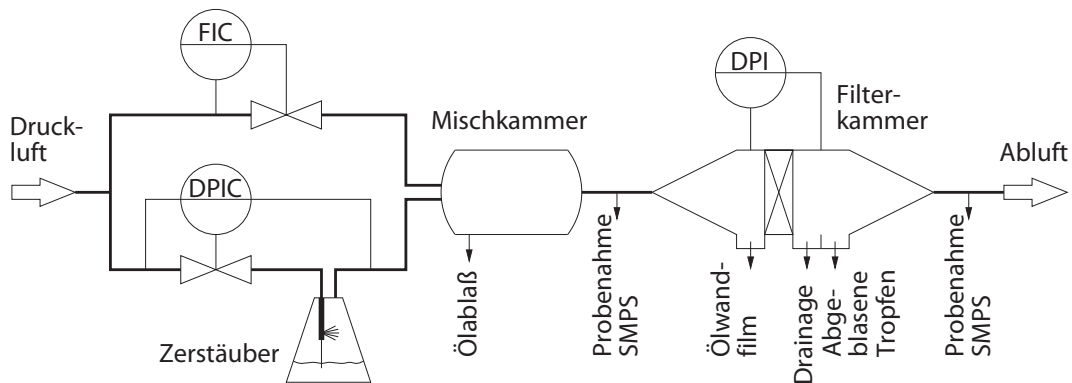 FIC
DPI
Druck-
luft
Mischkammer
Filter-
kammer
Abluft
DPIC
Zerstäuber
Ölablaß
Probenahme
SMPS
Ölwand-
film
Drainage
Abge-
blasene
Tropfen
Probenahme
SMPS